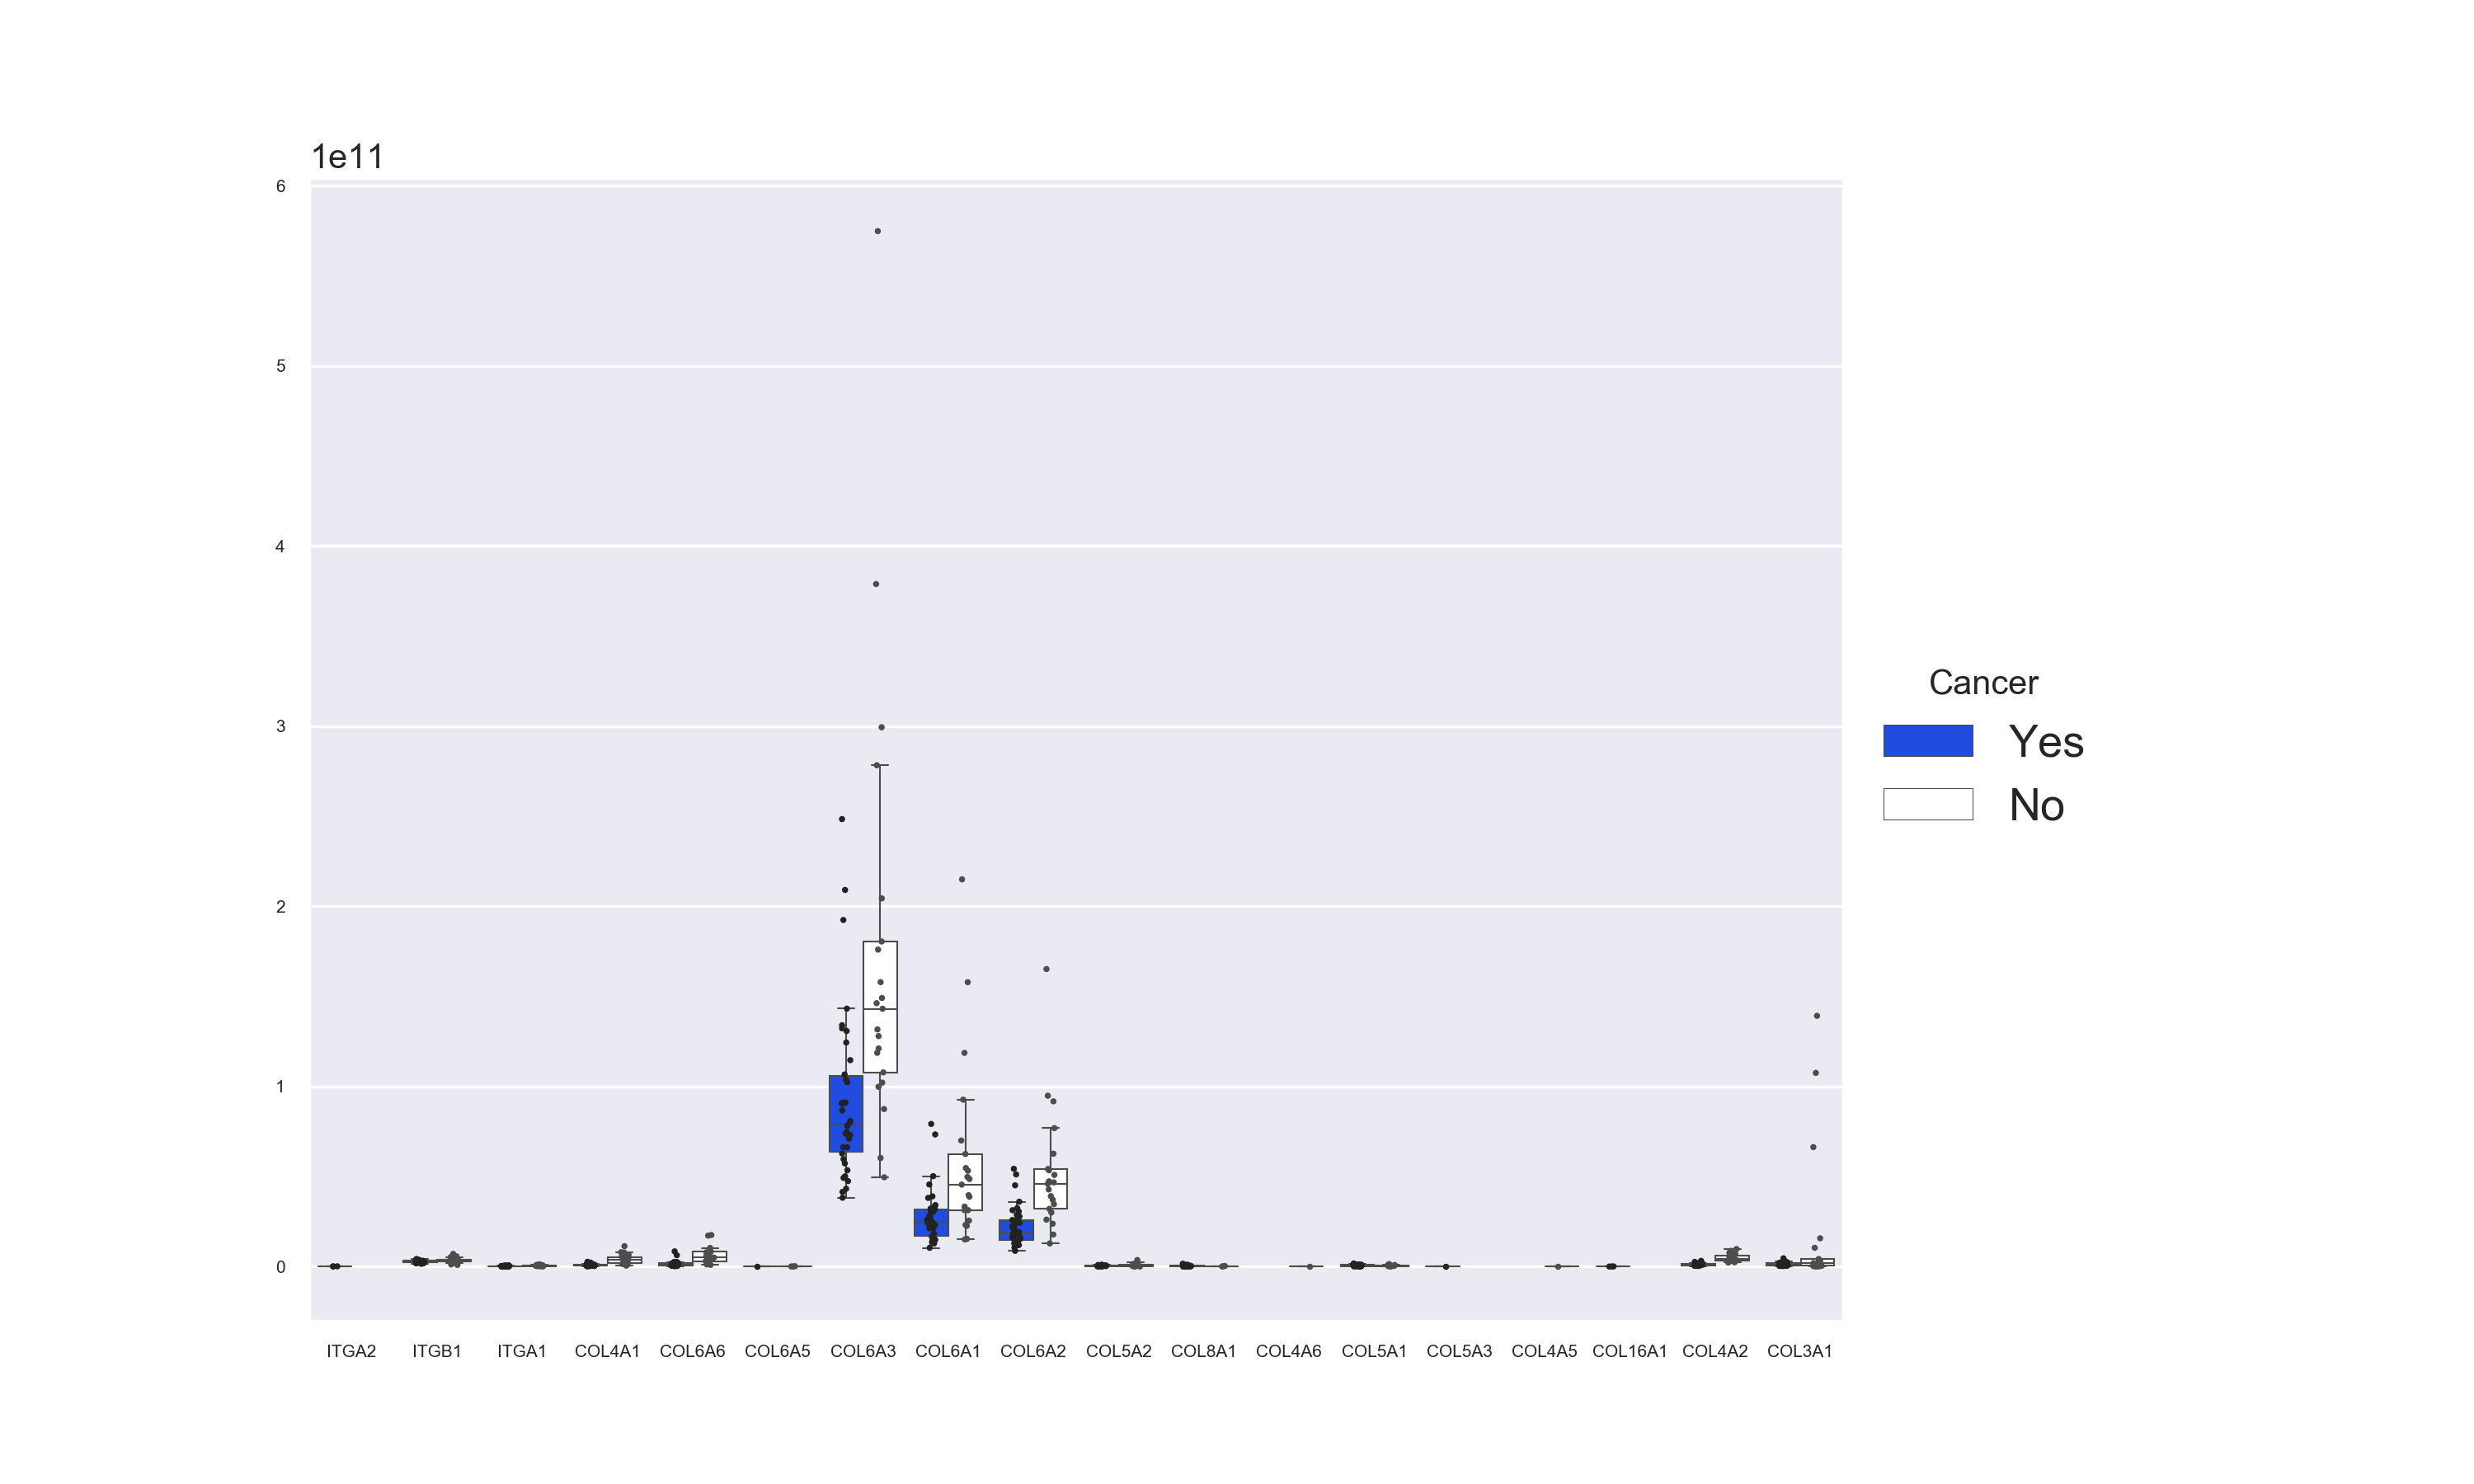 1e11
6
5
4
3
2
1
0
ITGA2 ITGB1 ITGA1 COL4A1 COL6A6 COL6A5 COL6A3 COL6A1 COL6A2 COL5A2 COL8A1 COL4A6 COL5A1 COL5A3 COL4A5 COL16A1 COL4A2 COL3A1
Cancer
Yes
No